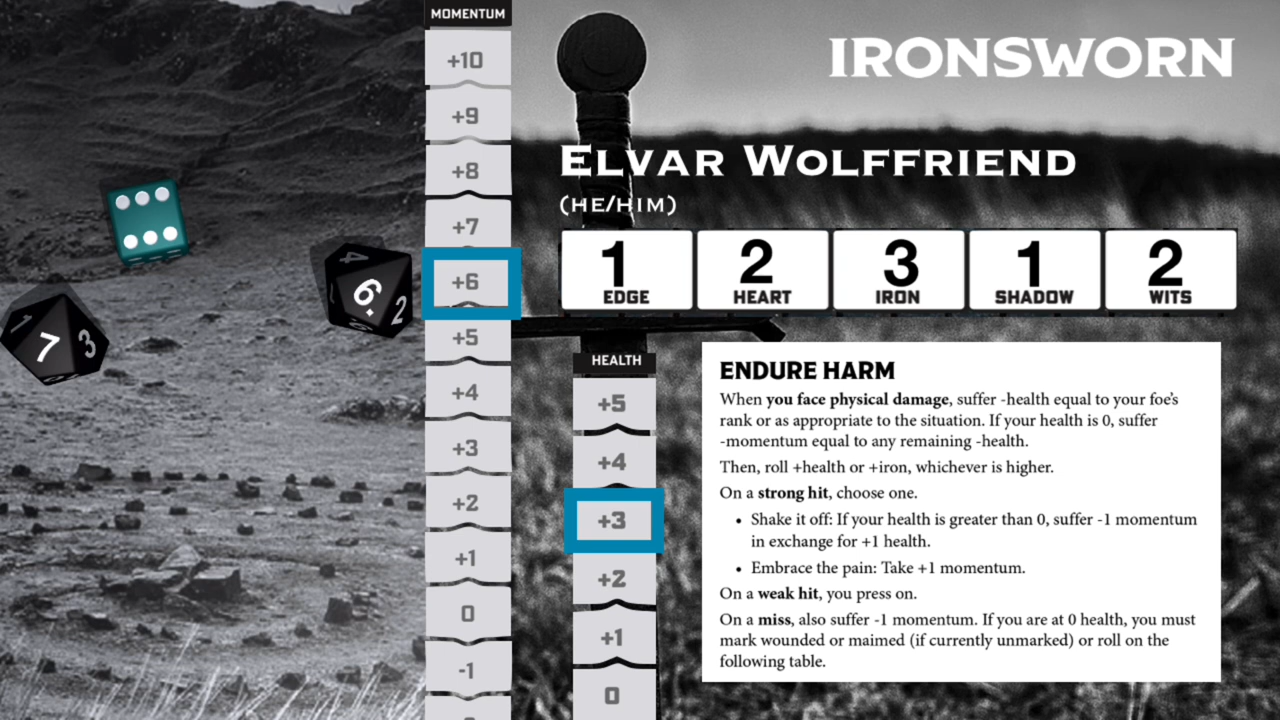 MOMENTUM
+10
+9
+8
+7
+6
+5
+4
+3
+2
+1
0
-1
IRONSWORN
ELVAR WOLFFRIEND
(HE/HIM)
1 2 3 1 2
EDGE HEART IRON SHADOW WITS
HEALTH
+5
+4
+3
+2
+1
0
ENDURE HARM
When you face physical damage, suffer -health equal to your foe's
rank or as appropriate to the situation. If your health is 0, suffer
-momentum equal to any remaining -health.
Then, roll +health or +iron, whichever is higher.
On a strong hit, choose one.
• Shake it off: If your health is greater than 0, suffer -1 momentum
in exchange for +1 health.
• Embrace the pain: Take +1 momentum.
On a weak hit, you press on.
On a miss, also suffer -1 momentum. If you are at 0 health, you must
mark wounded or maimed (if currently unmarked) or roll on the
following table.
4
6.
2
1
7
3